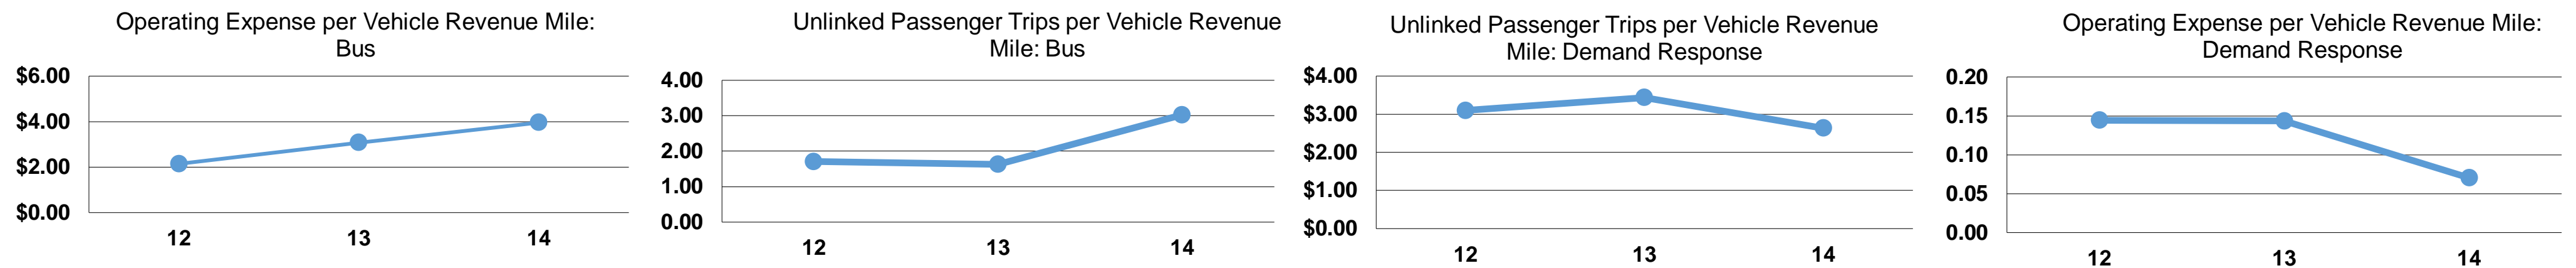 Operating Expense per Vehicle Revenue Mile:
Bus
$6.00
$4.00
$2.00
$0.00
12 13 14
Unlinked Passenger Trips per Vehicle Revenue
Mile: Bus
4.00
3.00
2.00
1.00
0.00
12 13 14
Unlinked Passenger Trips per Vehicle Revenue
Mile: Demand Response
$4.00
$3.00
$2.00
$1.00
$0.00
12 13 14
Operating Expense per Vehicle Revenue Mile:
Demand Response
0.20
0.15
0.10
0.05
0.00
12 13 14